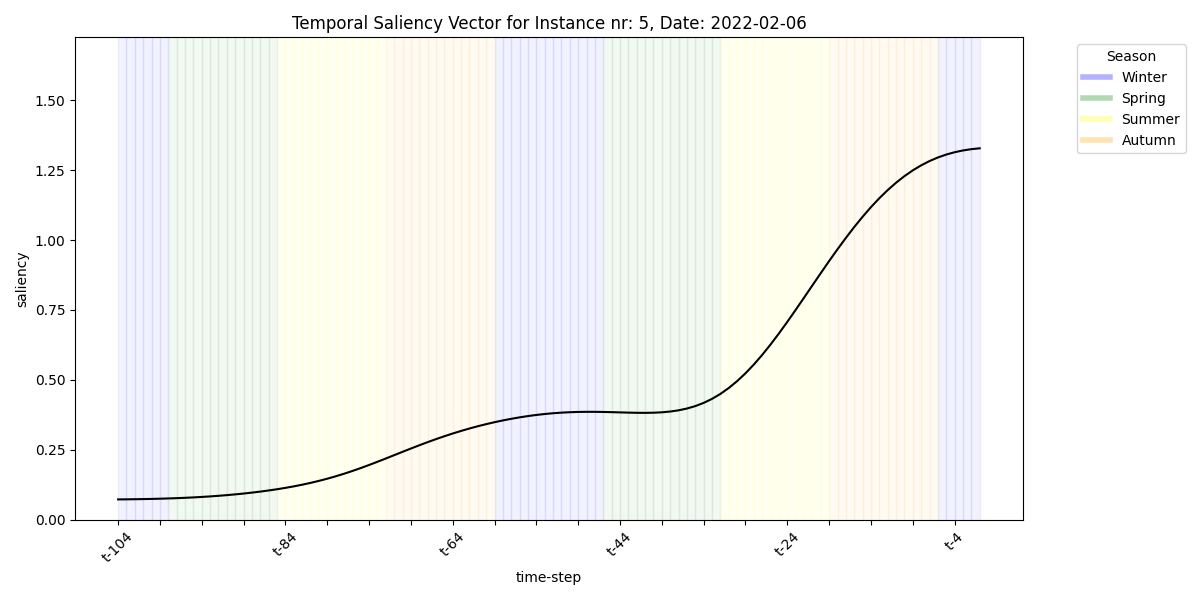 Temporal Saliency Vector for Instance nr: 5, Date: 2022-02-06
Season
Winter
Spring
Summer
Autumn
saliency
1.50
1.25
1.00
0.75
0.50
0.25
0.00
t-104
t-84
t-64
t-44
t-24
t-4
time-step